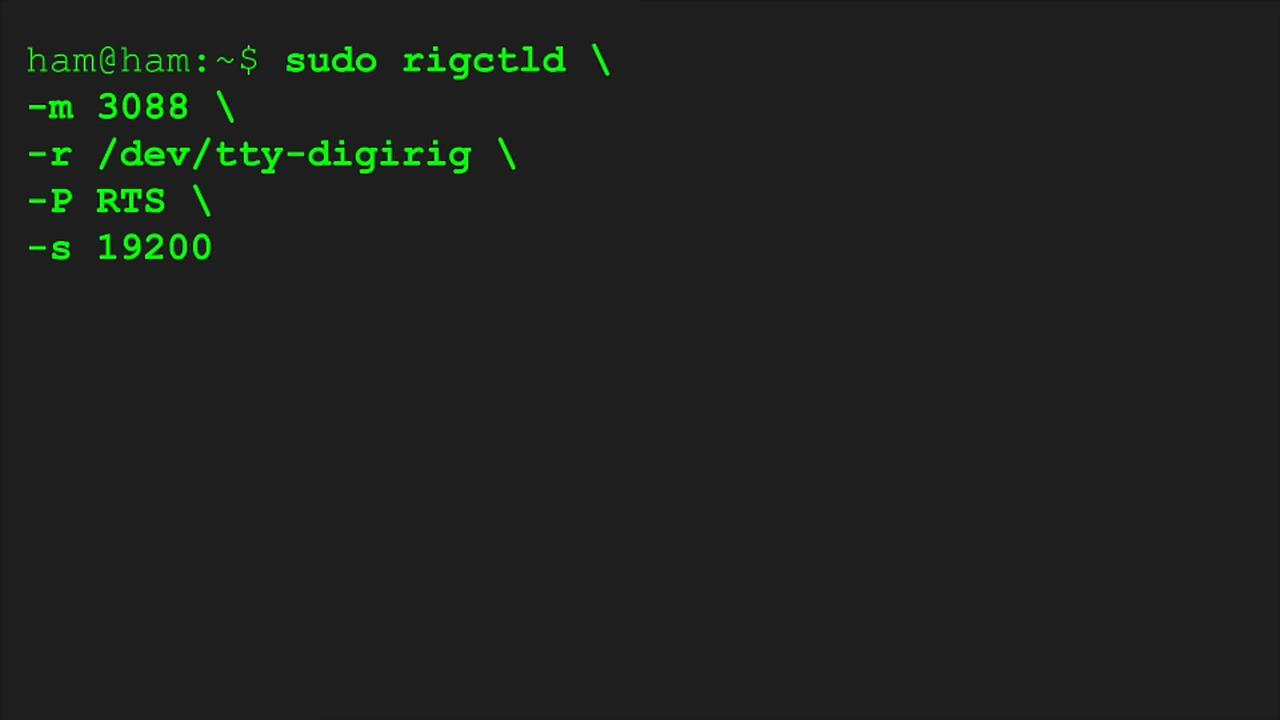 ham@ham:~$ sudo rigctld \
-m 3088 \
-r /dev/tty-digirig \
-P RTS \
-s 19200